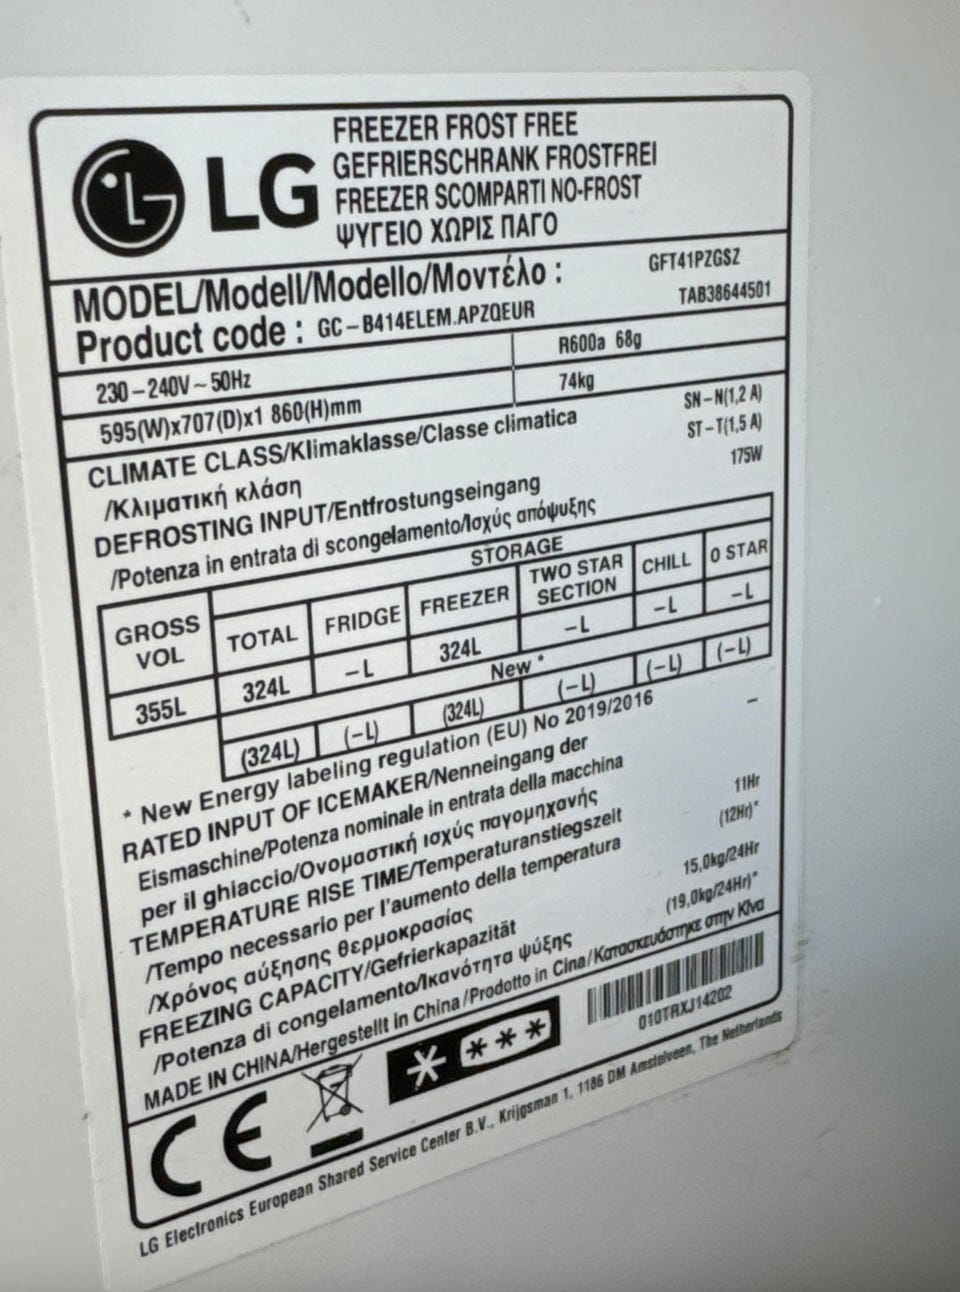 LG
FREEZER FROST FREE
GEFRIERSCHRANK FROSTFREI
FREEZER SCOMPARTI NO-FROST
ΨΥΓΕΙΟ ΧΩΡΙΣ ΠΑΓΟ
MODEL/Modell/Modello/Μοντέλο : GFT41PZGSZ
Product code : GC-B414ELEM.APZQEUR TAB38644501
230-240V~50Hz R600a 68g
595(W)x707(D)x1 860(H)mm 74kg
CLIMATE CLASS/Klimaklasse/Classe climatica SN-N(1,2 A)
/Κλιματική κλάση ST-T(1,5 A)
DEFROSTING INPUT/Entfrostungseingang 175W
/Potenza in entrata di scongelamento/Ισχύς απόψυξης
STORAGE
GROSS VOL TOTAL FRIDGE FREEZER TWO STAR SECTION CHILL 0 STAR
355L 324L -L 324L -L -L -L
New *
(324L) (-L) (324L) (-L) (-L) (-L)
* New Energy labeling regulation (EU) No 2019/2016
RATED INPUT OF ICEMAKER/Nenneingang der -
Eismaschine/Potenza nominale in entrata della macchina
per il ghiaccio/Ονομαστική ισχύς παγομηχανής
TEMPERATURE RISE TIME/Temperaturanstiegszeit 11Hr
/Tempo necessario per l'aumento della temperatura (12Hr)*
/Χρόνος αύξησης θερμοκρασίας
FREEZING CAPACITY/Gefrierkapazität 15,0kg/24Hr
/Potenza di congelamento/Ικανότητα ψύξης (19,0kg/24Hr)*
MADE IN CHINA/Hergestellt in China/Prodotto in Cina/Κατασκευάστηκε στην Κίνα
010TRXJ14202
CE
LG Electronics European Shared Service Center B.V., Krijgsman 1, 1186 DM Amstelveen, The Netherlands